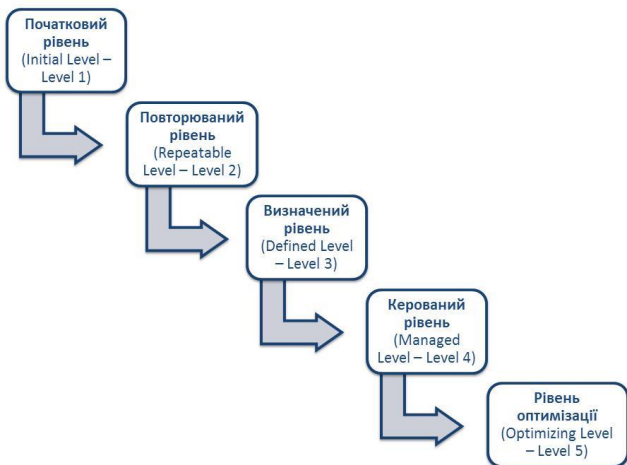 Початковий
рівень
(Initial Level –
Level 1)
Повторюваний
рівень
(Repeatable
Level – Level 2)
Визначений
рівень
(Defined Level
– Level 3)
Керований
рівень
(Managed
Level – Level 4)
Рівень
оптимізації
(Optimizing Level
– Level 5)